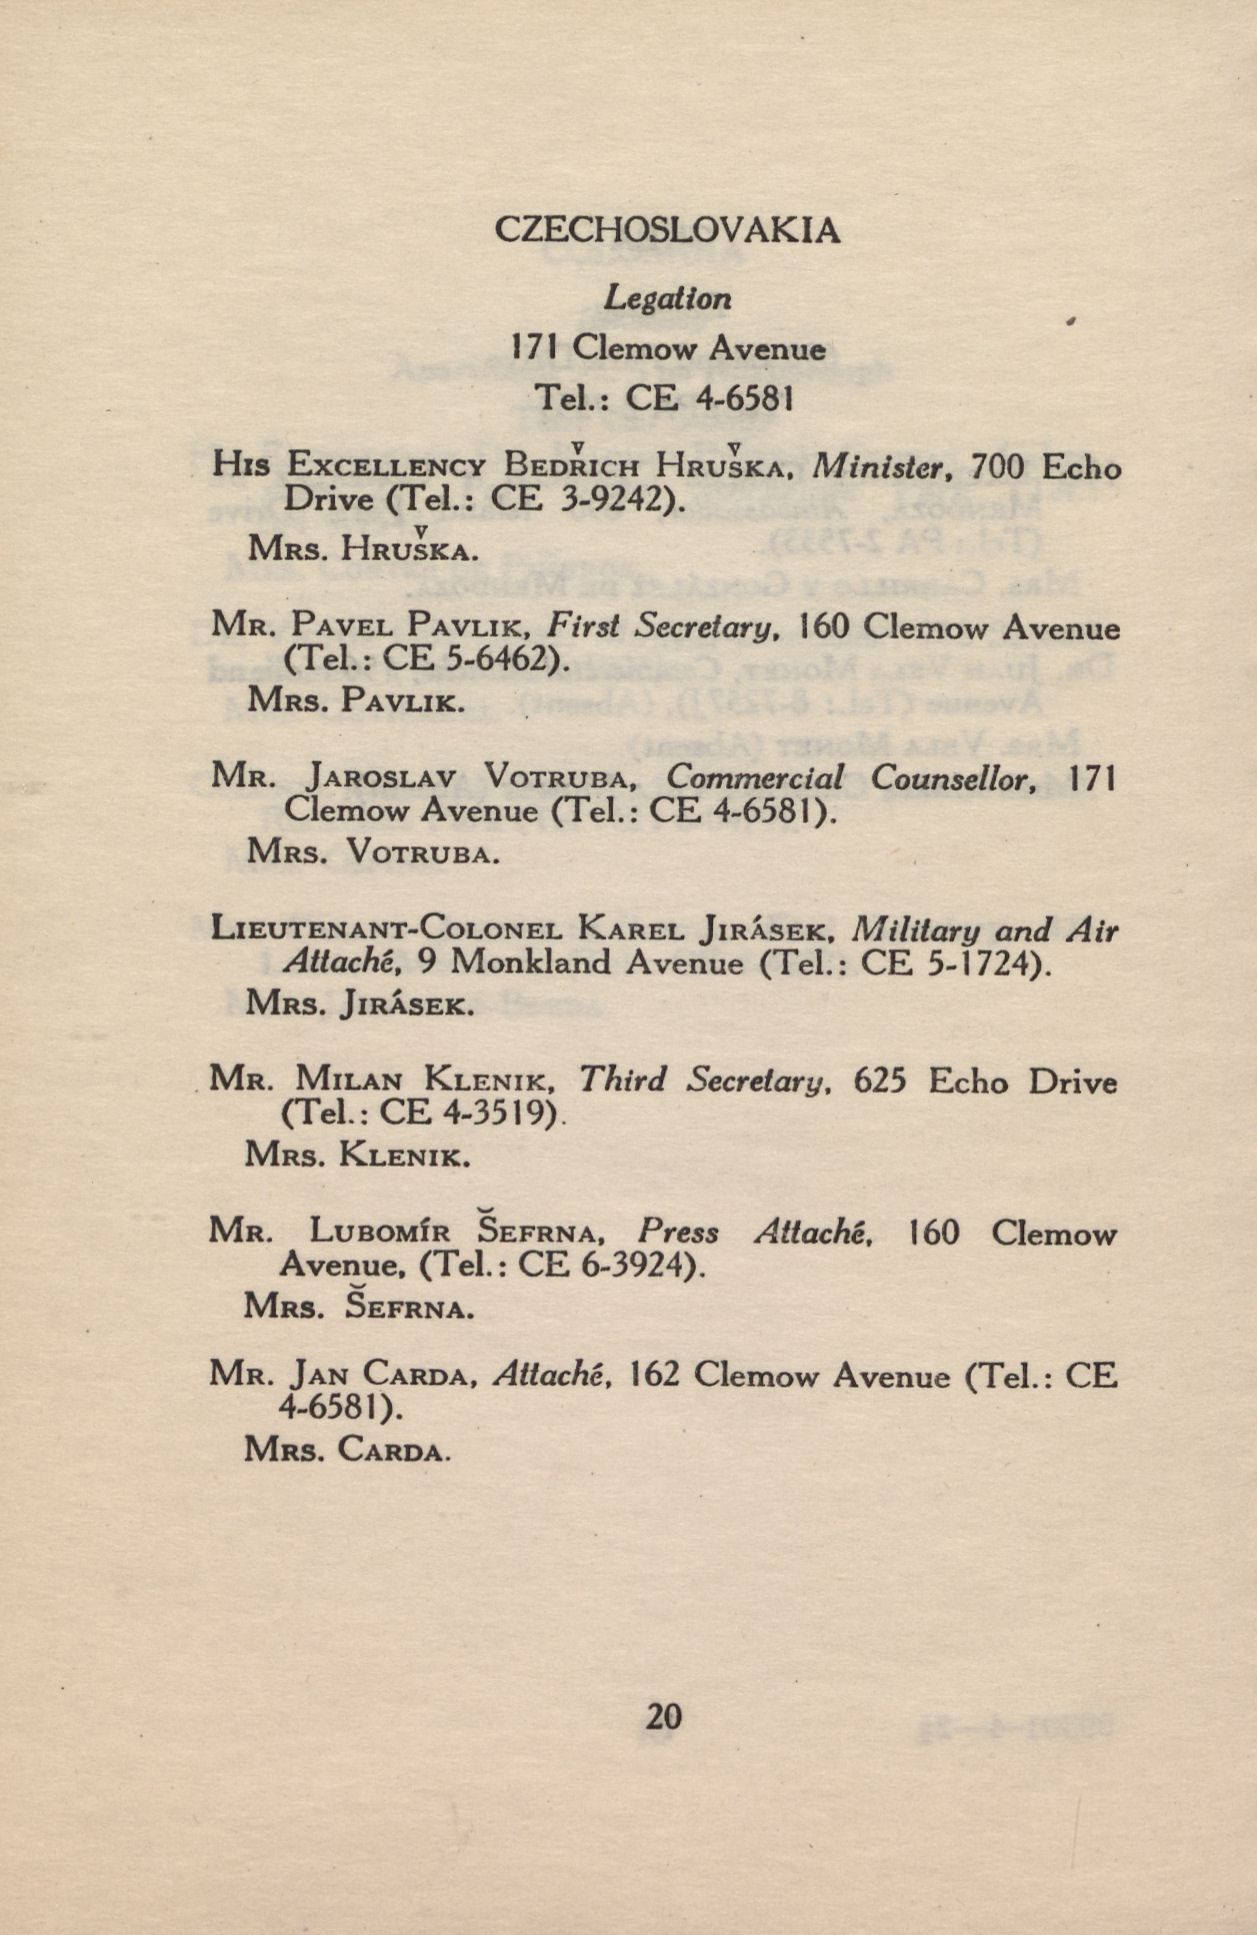 CZECHOSLOVAKIA
Legation
171 Clemow Avenue
Tel.: CE 4-6581
His Excellency Bedřich Hruška, Minister, 700 Echo
Drive (Tel.: CE 3-9242).
Mrs. Hruška.
Mr. Pavel Pavlik, First Secretary, 160 Clemow Avenue
(Tel.: CE 5-6462).
Mrs. Pavlik.
Mr. Jaroslav Votruba, Commercial Counsellor, 171
Clemow Avenue (Tel.: CE 4-6581).
Mrs. Votruba.
Lieutenant-Colonel Karel Jirásek, Military and Air
Attaché, 9 Monkland Avenue (Tel.: CE 5-1724).
Mrs. Jirásek.
Mr. Milan Klenik, Third Secretary, 625 Echo Drive
(Tel.: CE 4-3519).
Mrs. Klenik.
Mr. Lubomír Šefrna, Press Attaché, 160 Clemow
Avenue, (Tel.: CE 6-3924).
Mrs. Šefrna.
Mr. Jan Carda, Attaché, 162 Clemow Avenue (Tel.: CE
4-6581).
Mrs. Carda.
20